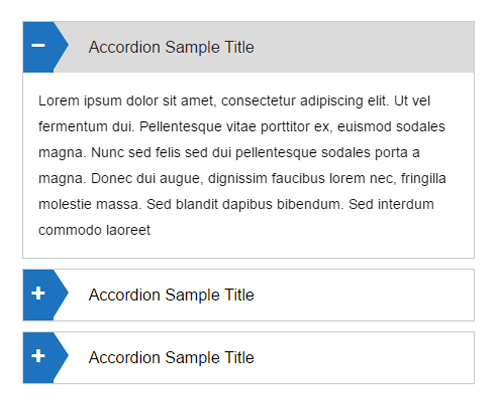 Accordion Sample Title
Lorem ipsum dolor sit amet, consectetur adipiscing elit. Ut vel
fermentum dui. Pellentesque vitae porttitor ex, euismod sodales
magna. Nunc sed felis sed dui pellentesque sodales porta a
magna. Donec dui augue, dignissim faucibus lorem nec, fringilla
molestie massa. Sed blandit dapibus bibendum. Sed interdum
commodo laoreet
Accordion Sample Title
Accordion Sample Title